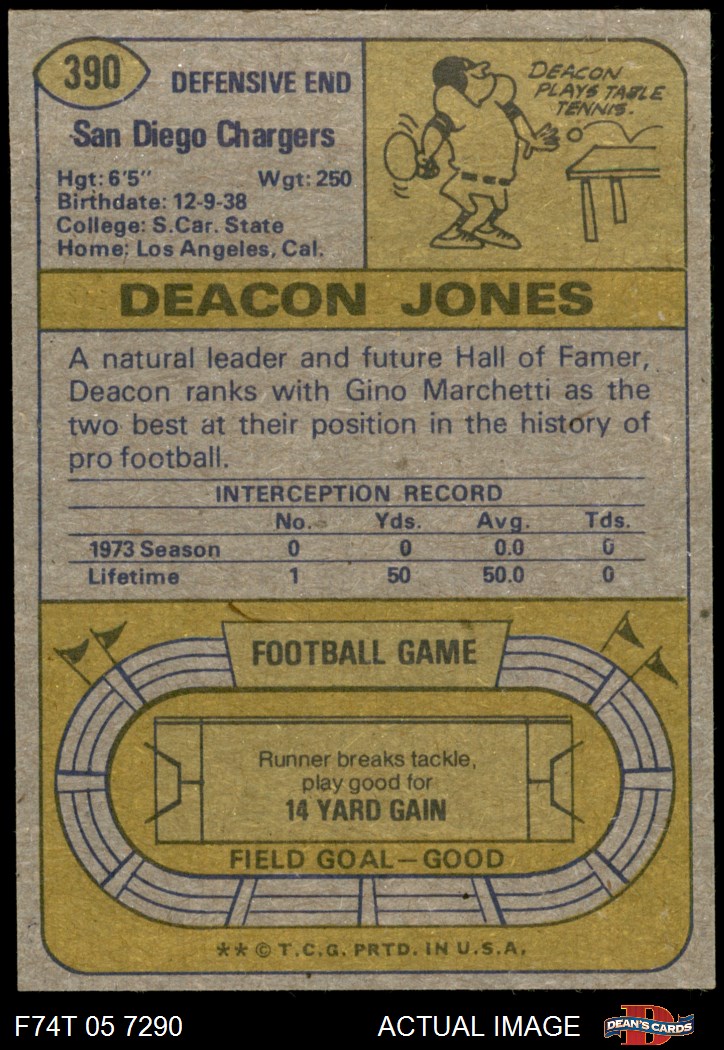 390
DEFENSIVE END
San Diego Chargers
Hgt: 6'5" Wgt: 250
Birthdate: 12-9-38
College: S.Car. State
Home: Los Angeles, Cal.
DEACON
PLAYS TABLE
TENNIS.
DEACON JONES
A natural leader and future Hall of Famer,
Deacon ranks with Gino Marchetti as the
two best at their position in the history of
pro football.
INTERCEPTION RECORD
No. Yds. Avg. Tds.
1973 Season 0 0 0.0 0
Lifetime 1 50 50.0 0
FOOTBALL GAME
Runner breaks tackle,
play good for
14 YARD GAIN
FIELD GOAL—GOOD
** © T.C.G. PRTD. IN U.S.A.
F74T 05 7290 ACTUAL IMAGE D DEAN'S CARDS